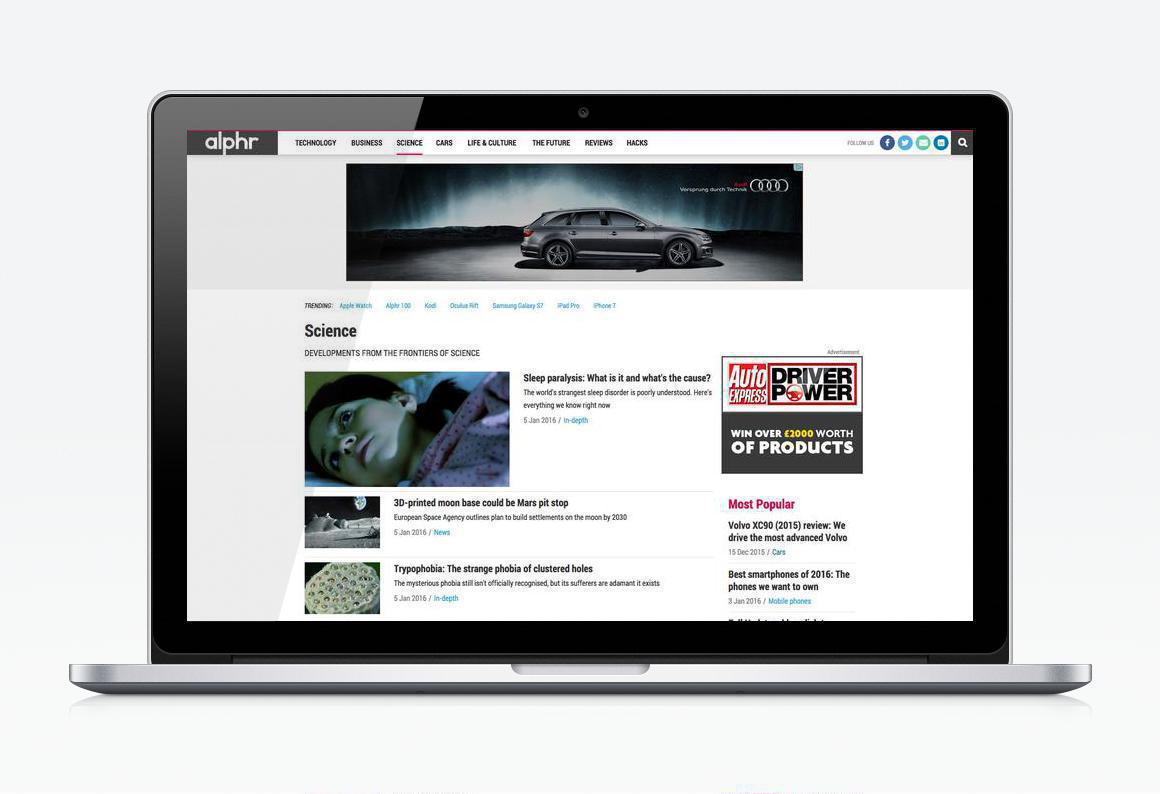 alphr
TECHNOLOGY BUSINESS SCIENCE CARS LIFE & CULTURE THE FUTURE REVIEWS HACKS
FOLLOW US
Audi
Vorsprung durch Technik
TRENDING: Apple Watch Alphr 100 Kodi Oculus Rift Samsung Galaxy S7 iPad Pro iPhone 7
Science
DEVELOPMENTS FROM THE FRONTIERS OF SCIENCE
Sleep paralysis: What is it and what's the cause?
The world's strangest sleep disorder is poorly understood. Here's
everything we know right now
5 Jan 2016 / In-depth
3D-printed moon base could be Mars pit stop
European Space Agency outlines plan to build settlements on the moon by 2030
5 Jan 2016 / News
Trypophobia: The strange phobia of clustered holes
The mysterious phobia still isn't officially recognised, but its sufferers are adamant it exists
5 Jan 2016 / In-depth
Advertisement
Auto EXPRESS DRIVER POWER
WIN OVER £2000 WORTH
OF PRODUCTS
Most Popular
Volvo XC90 (2015) review: We
drive the most advanced Volvo
15 Dec 2015 / Cars
Best smartphones of 2016: The
phones we want to own
3 Jan 2016 / Mobile phones